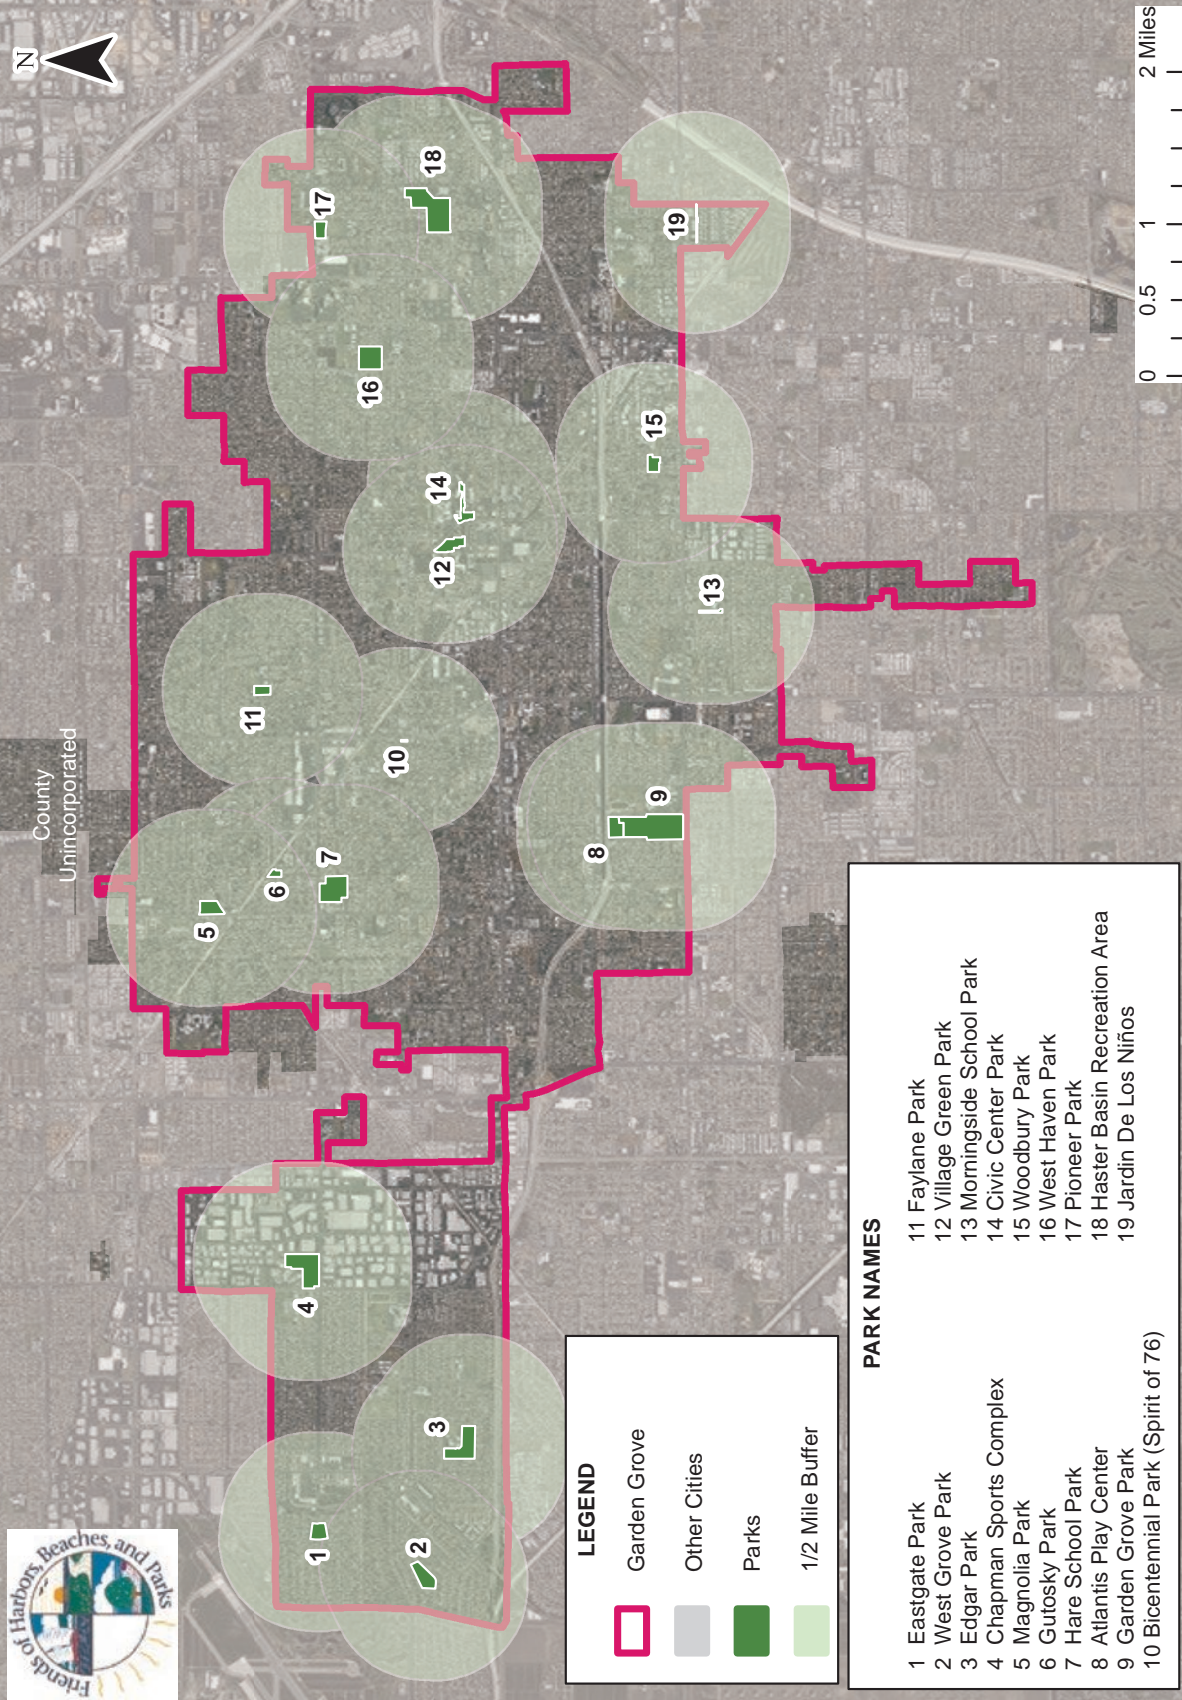 Friends of Harbors, Beaches, and Parks
N
County
Unincorporated
1
2
3
4
5
6
7
8
9
10
11
12
13
14
15
16
17
18
19
LEGEND
Garden Grove
Other Cities
Parks
1/2 Mile Buffer
PARK NAMES
1 Eastgate Park
2 West Grove Park
3 Edgar Park
4 Chapman Sports Complex
5 Magnolia Park
6 Gutosky Park
7 Hare School Park
8 Atlantis Play Center
9 Garden Grove Park
10 Bicentennial Park (Spirit of 76)
11 Faylane Park
12 Village Green Park
13 Morningside School Park
14 Civic Center Park
15 Woodbury Park
16 West Haven Park
17 Pioneer Park
18 Haster Basin Recreation Area
19 Jardin De Los Niños
0 0.5 1 2 Miles